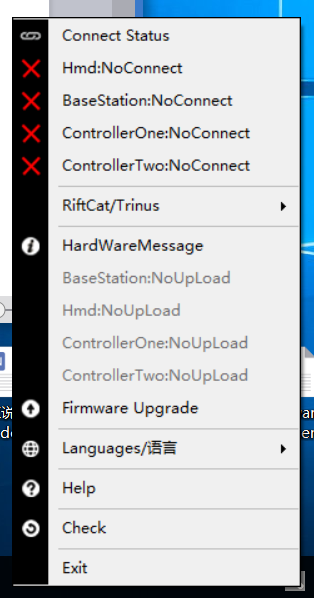 Connect Status
Hmd:NoConnect
BaseStation:NoConnect
ControllerOne:NoConnect
ControllerTwo:NoConnect
RiftCat/Trinus
HardWareMessage
BaseStation:NoUpLoad
Hmd:NoUpLoad
ControllerOne:NoUpLoad
ControllerTwo:NoUpLoad
Firmware Upgrade
Languages/语言
Help
Check
Exit